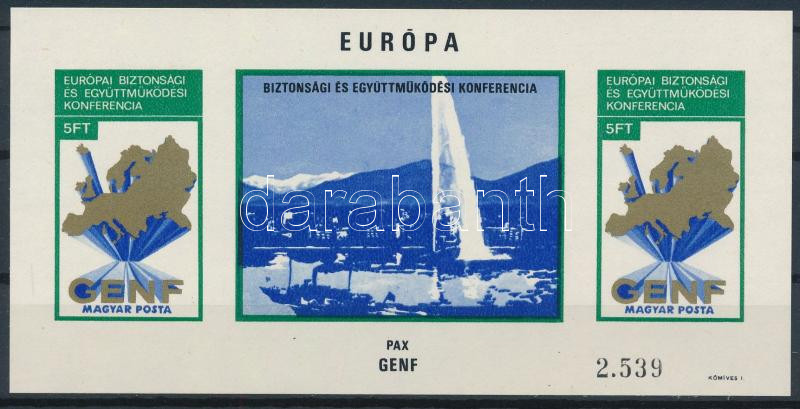 EURÓPA
EURÓPAI BIZTONSÁGI
ÉS EGYÜTTMŰKÖDÉSI
KONFERENCIA
5FT
GENF
MAGYAR POSTA
BIZTONSÁGI ÉS EGYÜTTMŰKÖDÉSI KONFERENCIA
darabanth
EURÓPAI BIZTONSÁGI
ÉS EGYÜTTMŰKÖDÉSI
KONFERENCIA
5FT
GENF
MAGYAR POSTA
PAX
GENF
2.539
KŐMIVES I.